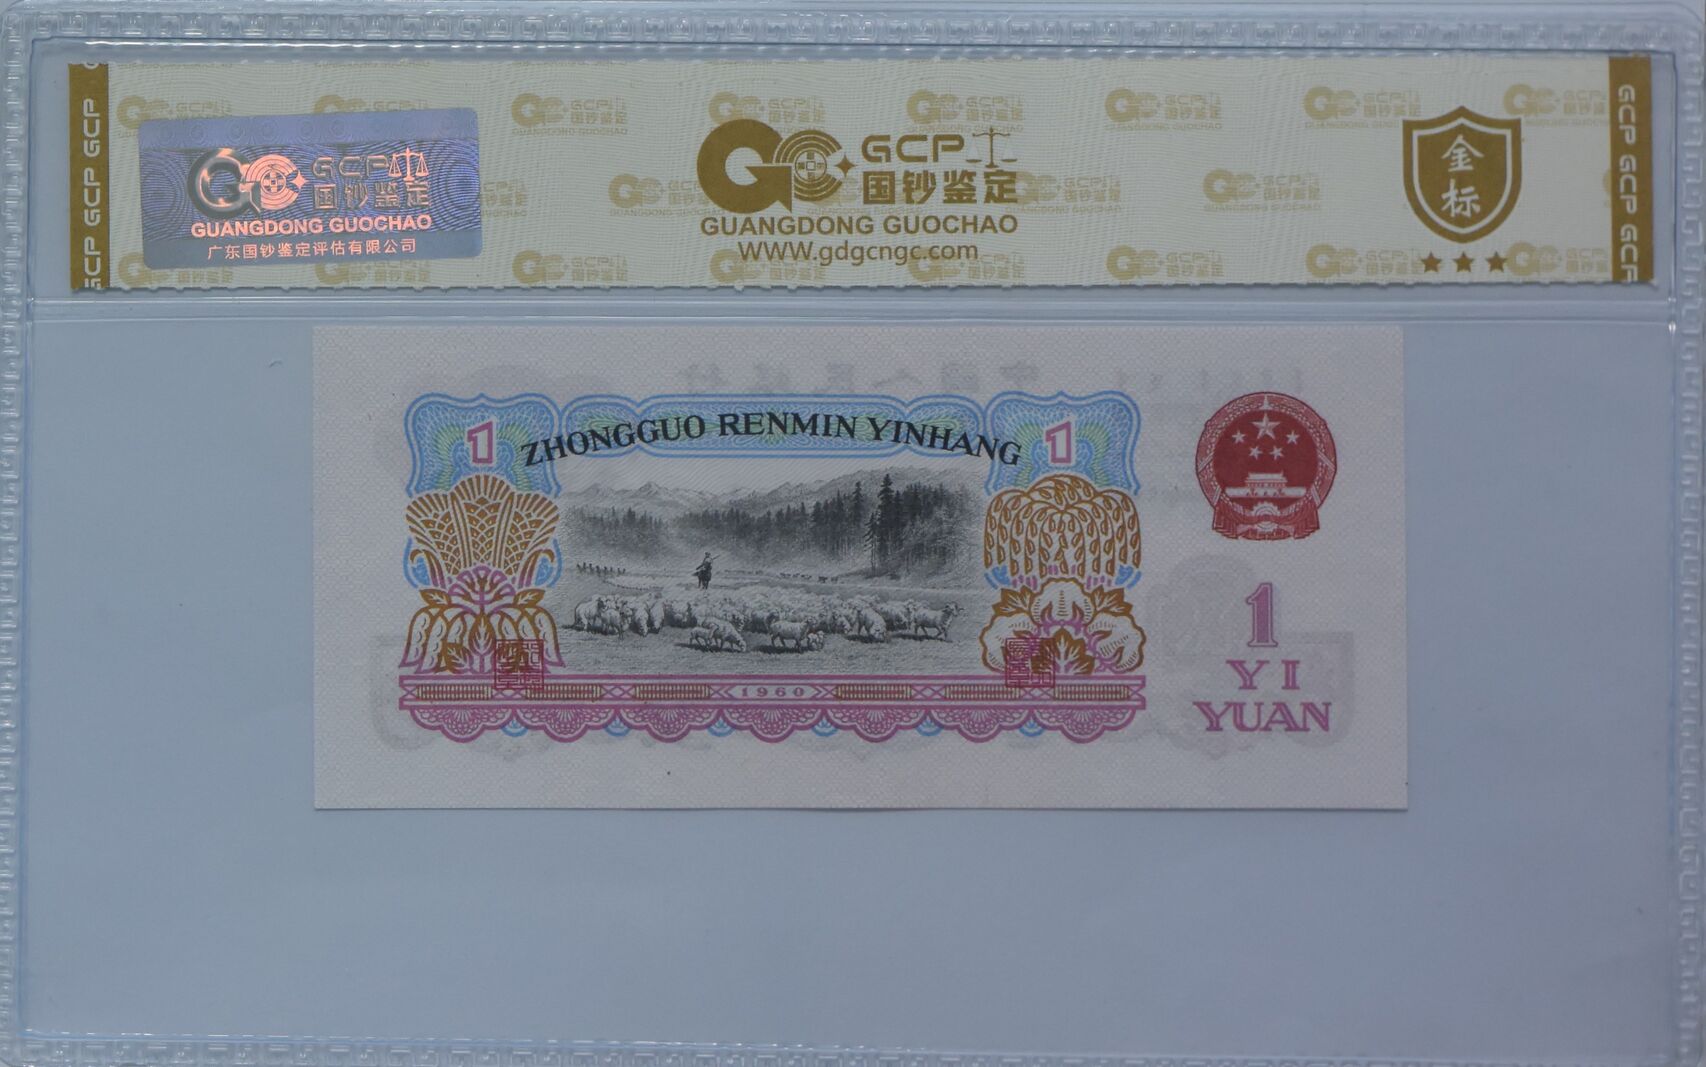 GCP GCP GCP
GCP
国钞鉴定
GUANGDONG GUOCHAO
广东国钞鉴定评估有限公司
GCP
国钞鉴定
GUANGDONG GUOCHAO
WWW.gdgcngc.com
金
标
GCP GCP GCP
1 ZHONGGUO RENMIN YINHANG 1
1960
1
YI
YUAN